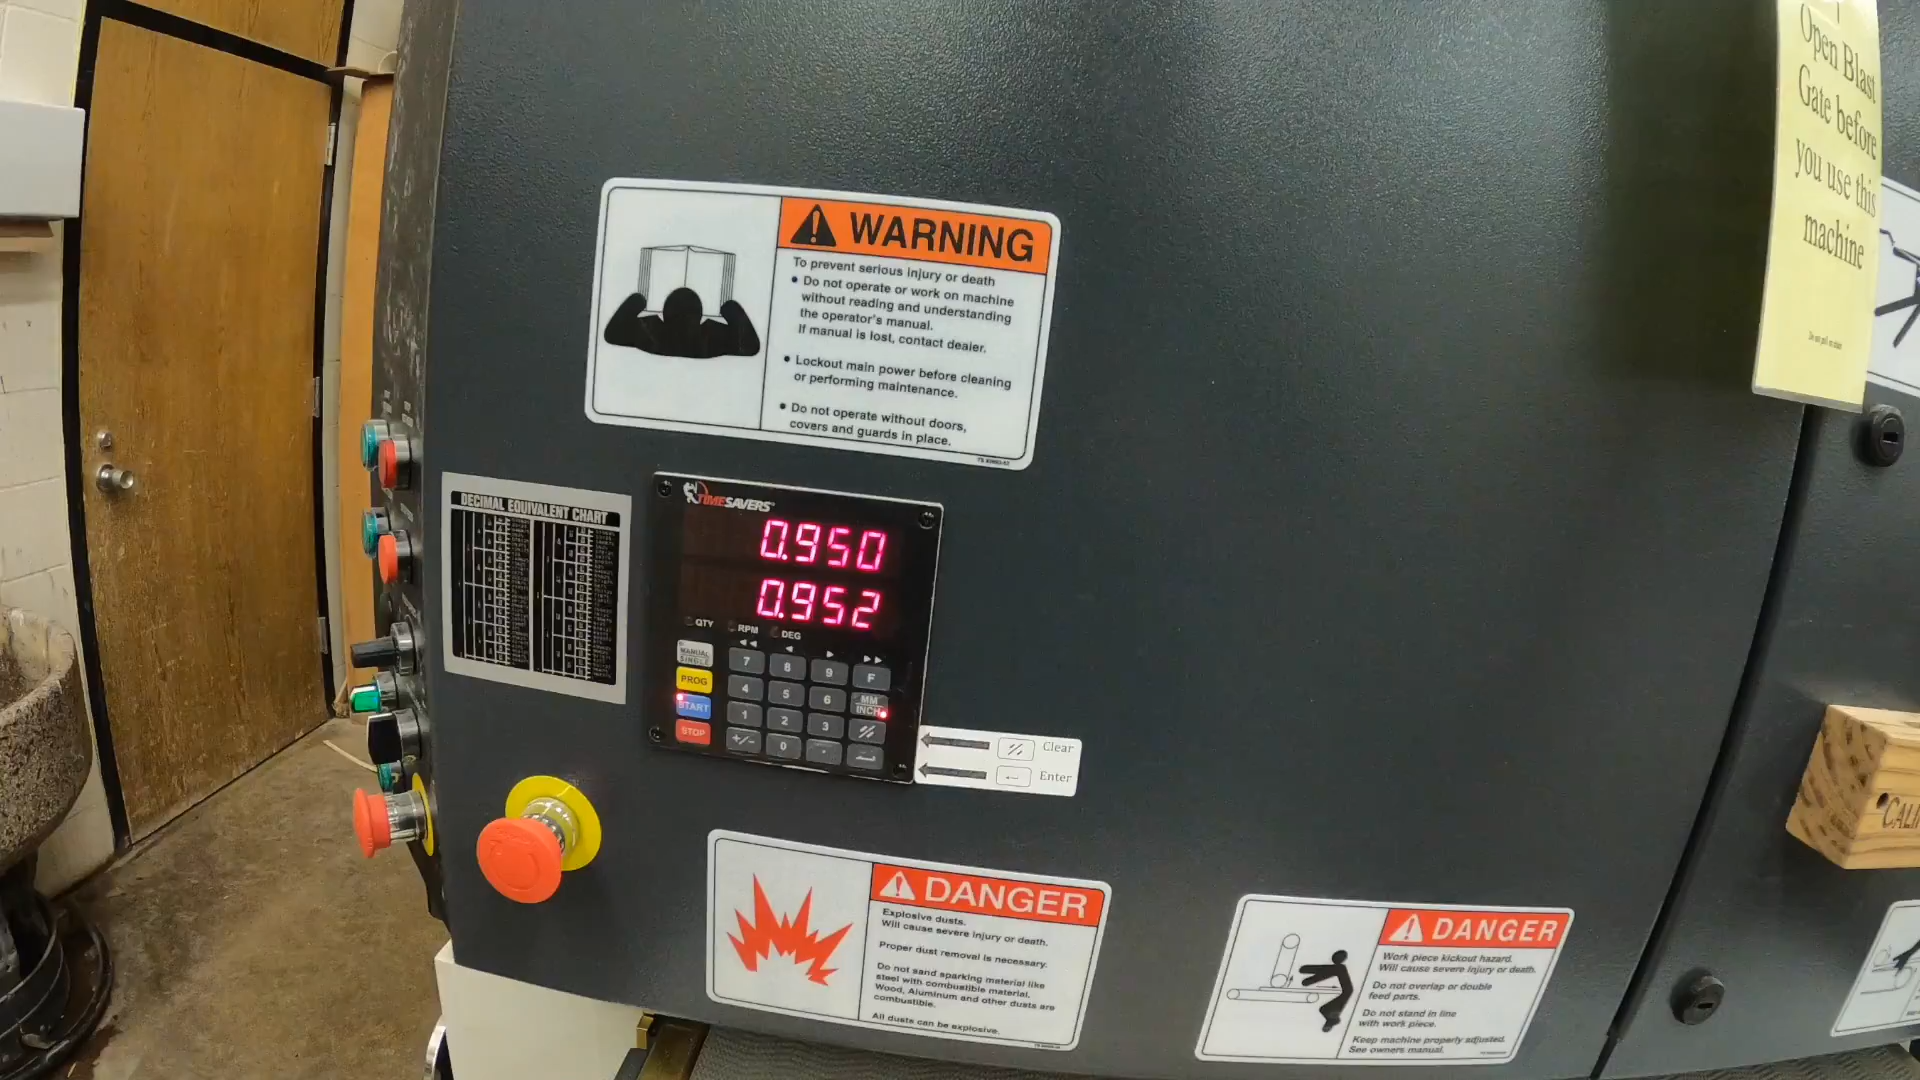 Open Blast
Gate before
you use this
machine
WARNING
To prevent serious injury or death
• Do not operate or work on machine
without reading and understanding
the operator's manual.
If manual is lost, contact dealer.
• Lockout main power before cleaning
or performing maintenance.
• Do not operate without doors,
covers and guards in place.
DECIMAL EQUIVALENT CHART
TIMESAVERS
0.950
0.952
QTY RPM DEG
MANUAL
SINGLE
7 8 9 F
PROG
4 5 6 MM
INCH
START
1 2 3
STOP
+/- 0 .
Clear
Enter
DANGER
Explosive dusts.
Will cause severe injury or death.
Proper dust removal is necessary.
Do not sand sparking material like
steel with combustible material.
Wood, Aluminum and other dusts are
combustible.
All dusts can be explosive.
DANGER
Work piece kickout hazard.
Will cause severe injury or death.
Do not overlap or double
feed parts.
Do not stand in line
with work piece.
Keep machine properly adjusted.
See owners manual.